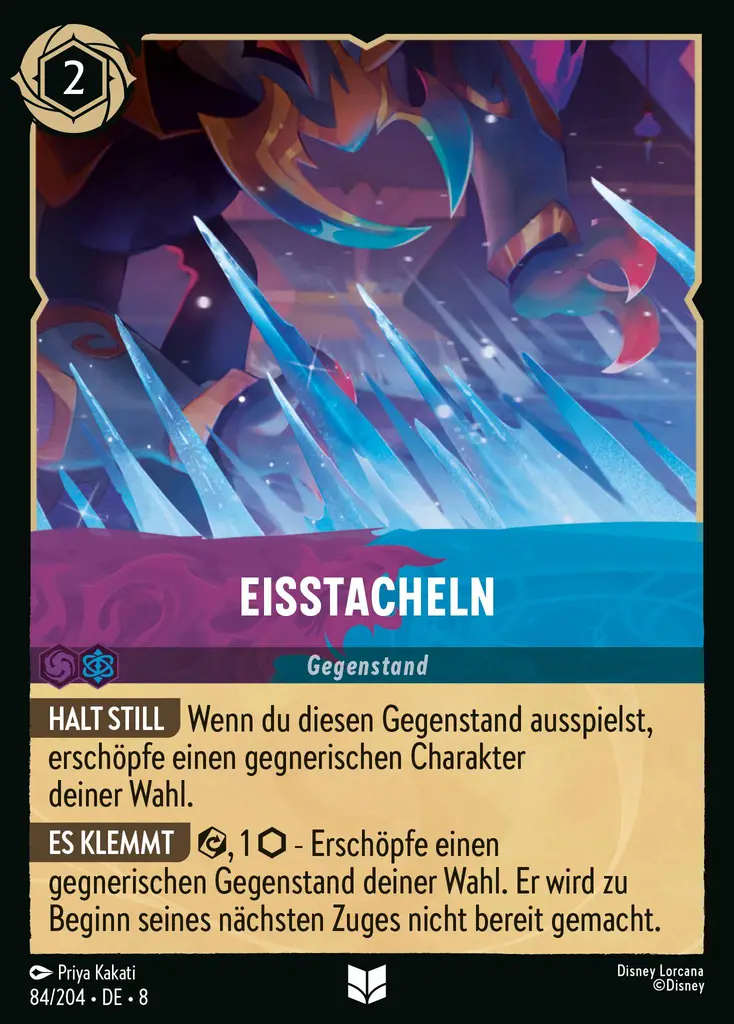 2
EISSTACHELN
Gegenstand
HALT STILL Wenn du diesen Gegenstand ausspielst,
erschöpfe einen gegnerischen Charakter
deiner Wahl.
ES KLEMMT , 1 - Erschöpfe einen
gegnerischen Gegenstand deiner Wahl. Er wird zu
Beginn seines nächsten Zuges nicht bereit gemacht.
Priya Kakati
84/204 • DE • 8
Disney Lorcana
©Disney